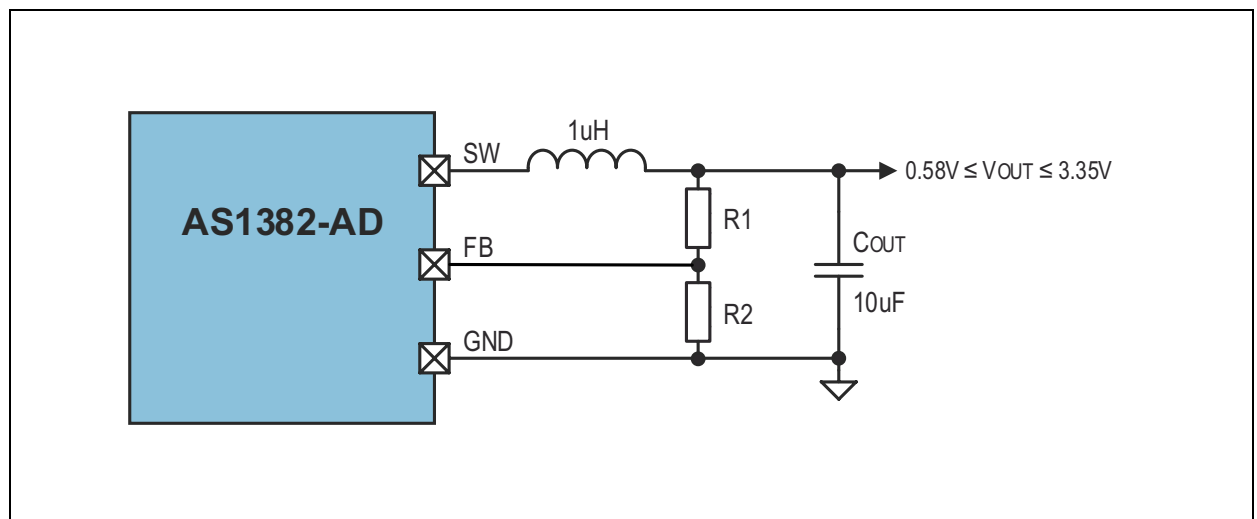 1uH
SW
0.58V ≤ VOUT ≤ 3.35V
AS1382-AD
R1
FB
COUT
10uF
R2
GND